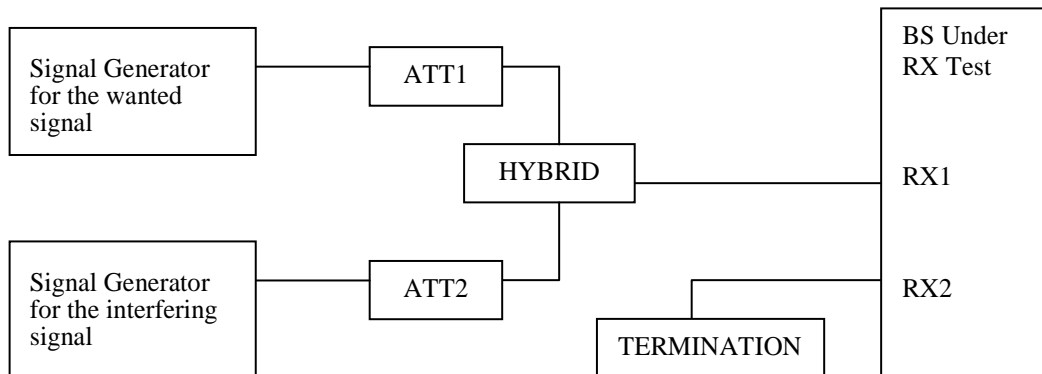 Signal Generator
for the wanted
signal
ATT1
HYBRID
Signal Generator
for the interfering
signal
ATT2
TERMINATION
BS Under
RX Test
RX1
RX2